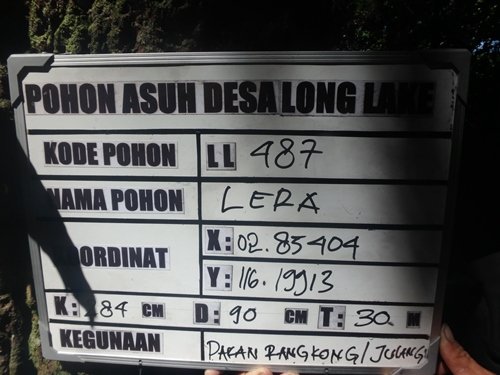 POHON ASUH DESA LONG LAKE
KODE POHON LL 487
NAMA POHON LERA
KOORDINAT X: 02.85404
Y: 116.19913
K: 284 CM D: 90 CM T: 30 M
KEGUNAAN PAKAN RANGKONG/JULANG